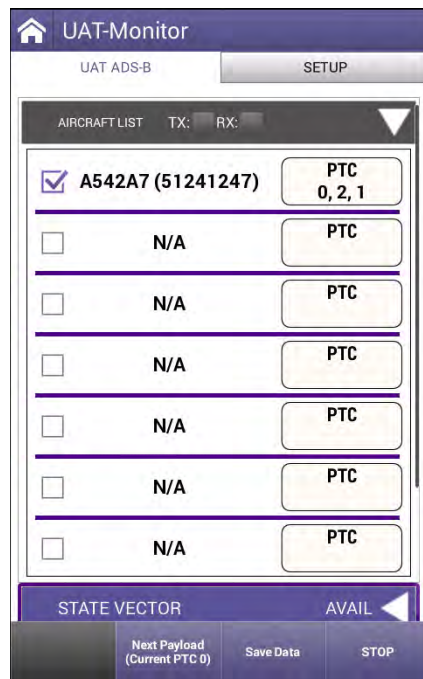 UAT-Monitor
UAT ADS-B SETUP
AIRCRAFT LIST TX: RX:
A542A7 (51241247) PTC
0, 2, 1
N/A PTC
N/A PTC
N/A PTC
N/A PTC
N/A PTC
N/A PTC
STATE VECTOR AVAIL
Next Payload
(Current PTC 0) Save Data STOP